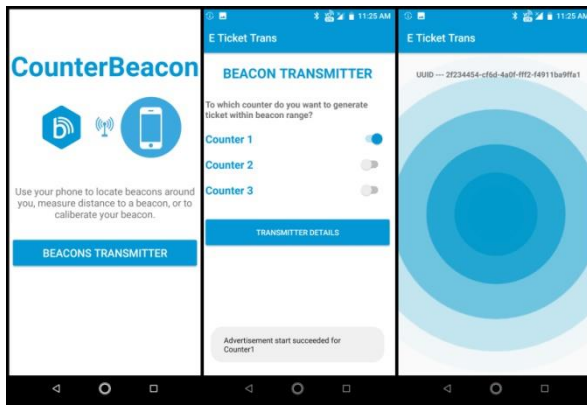 CounterBeacon
Use your phone to locate beacons around
you, measure distance to a beacon, or to
caliberate your beacon.
BEACONS TRANSMITTER
11:25 AM
E Ticket Trans
BEACON TRANSMITTER
To which counter do you want to generate
ticket within beacon range?
Counter 1
Counter 2
Counter 3
TRANSMITTER DETAILS
Advertisement start succeeded for
Counter1
11:25 AM
E Ticket Trans
UUID --- 2f234454-cf6d-4a0f-fff2-f4911ba9ffa1